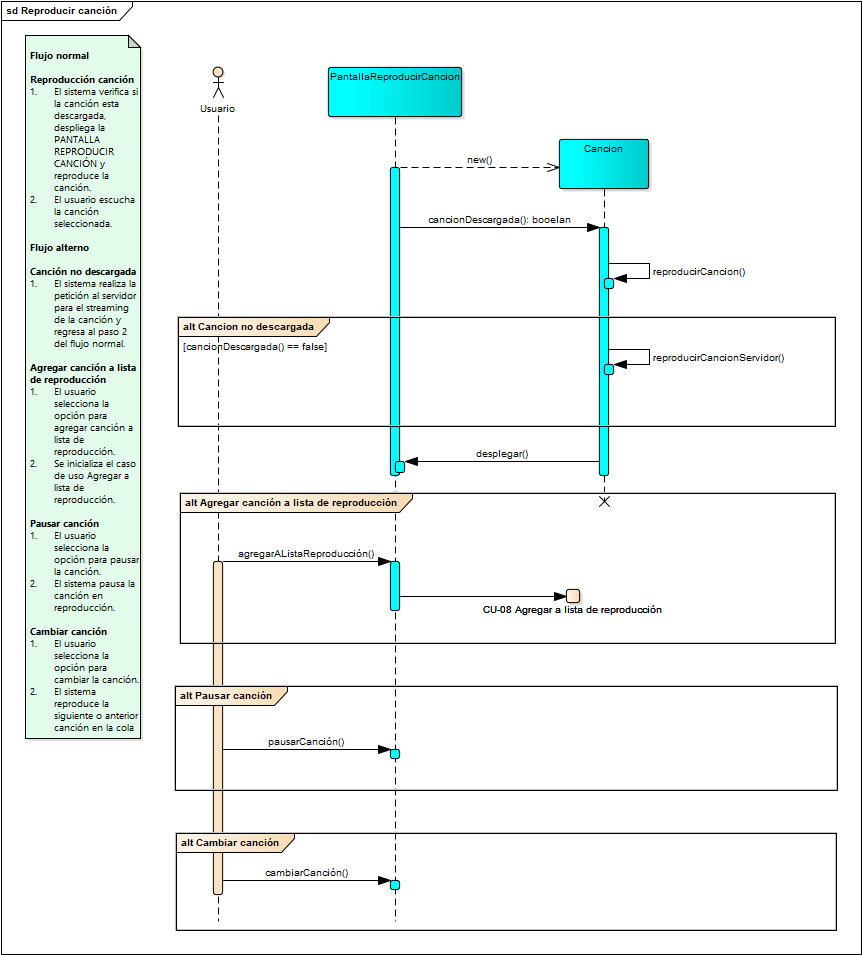 sd Reproducir canción
Flujo normal
Reproducción canción
1. El sistema verifica si
la canción esta
descargada,
despliega la
PANTALLA
REPRODUCIR
CANCIÓN y
reproduce la
canción.
2. El usuario escucha
la canción
seleccionada.
Flujo alterno
Canción no descargada
1. El sistema realiza la
petición al servidor
para el streaming
de la canción y
regresa al paso 2
del flujo normal.
Agregar canción a lista
de reproducción
1. El usuario
selecciona la
opción para
agregar canción a
lista de
reproducción.
2. Se inicializa el caso
de uso Agregar a
lista de
reproducción.
Pausar canción
1. El usuario
selecciona la
opción para pausar
la canción.
2. El sistema pausa la
canción en
reproducción.
Cambiar canción
1. El usuario
selecciona la
opción para
cambiar la canción.
2. El sistema
reproduce la
siguiente o anterior
canción en la cola
Usuario
PantallaReproducirCancion
Cancion
new()
cancionDescargada(): booelan
reproducirCancion()
alt Cancion no descargada
[cancionDescargada() == false]
reproducirCancionServidor()
desplegar()
alt Agregar canción a lista de reproducción
agregarAListaReproducción()
CU-08 Agregar a lista de reproducción
alt Pausar canción
pausarCanción()
alt Cambiar canción
cambiarCanción()